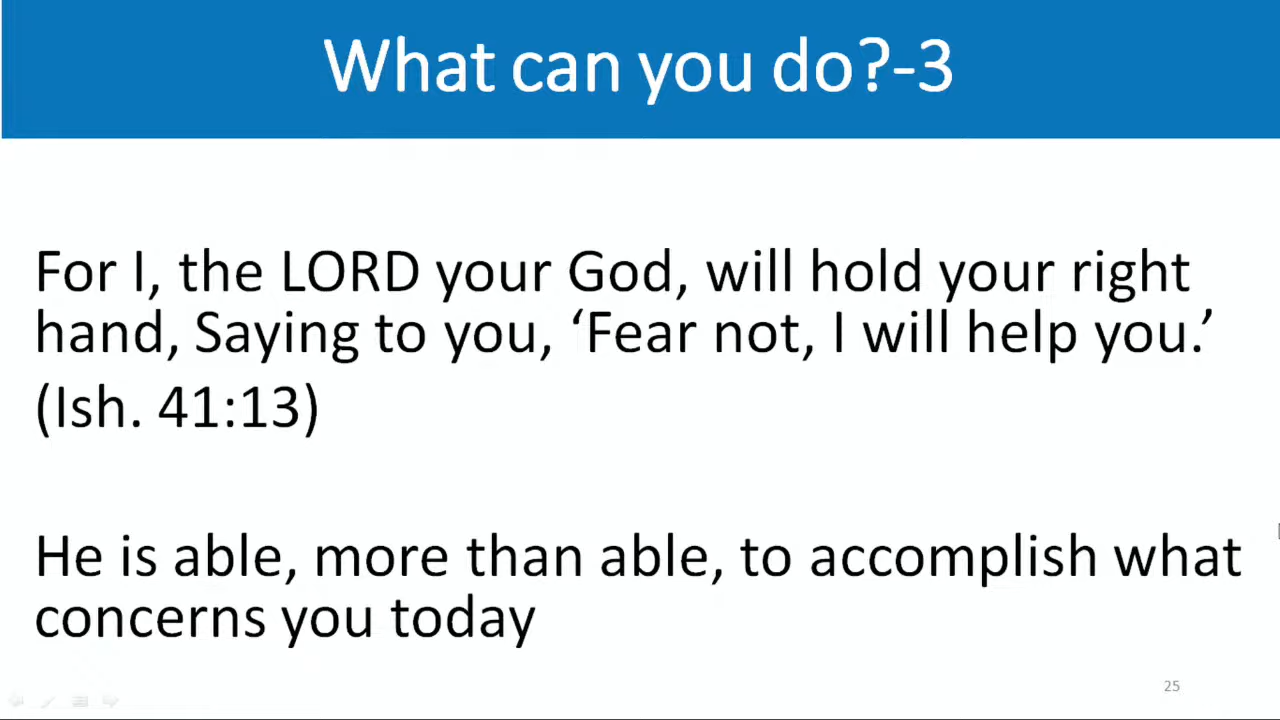 What can you do?-3
For I, the LORD your God, will hold your right
hand, Saying to you, ‘Fear not, I will help you.’
(Ish. 41:13)
He is able, more than able, to accomplish what
concerns you today
25